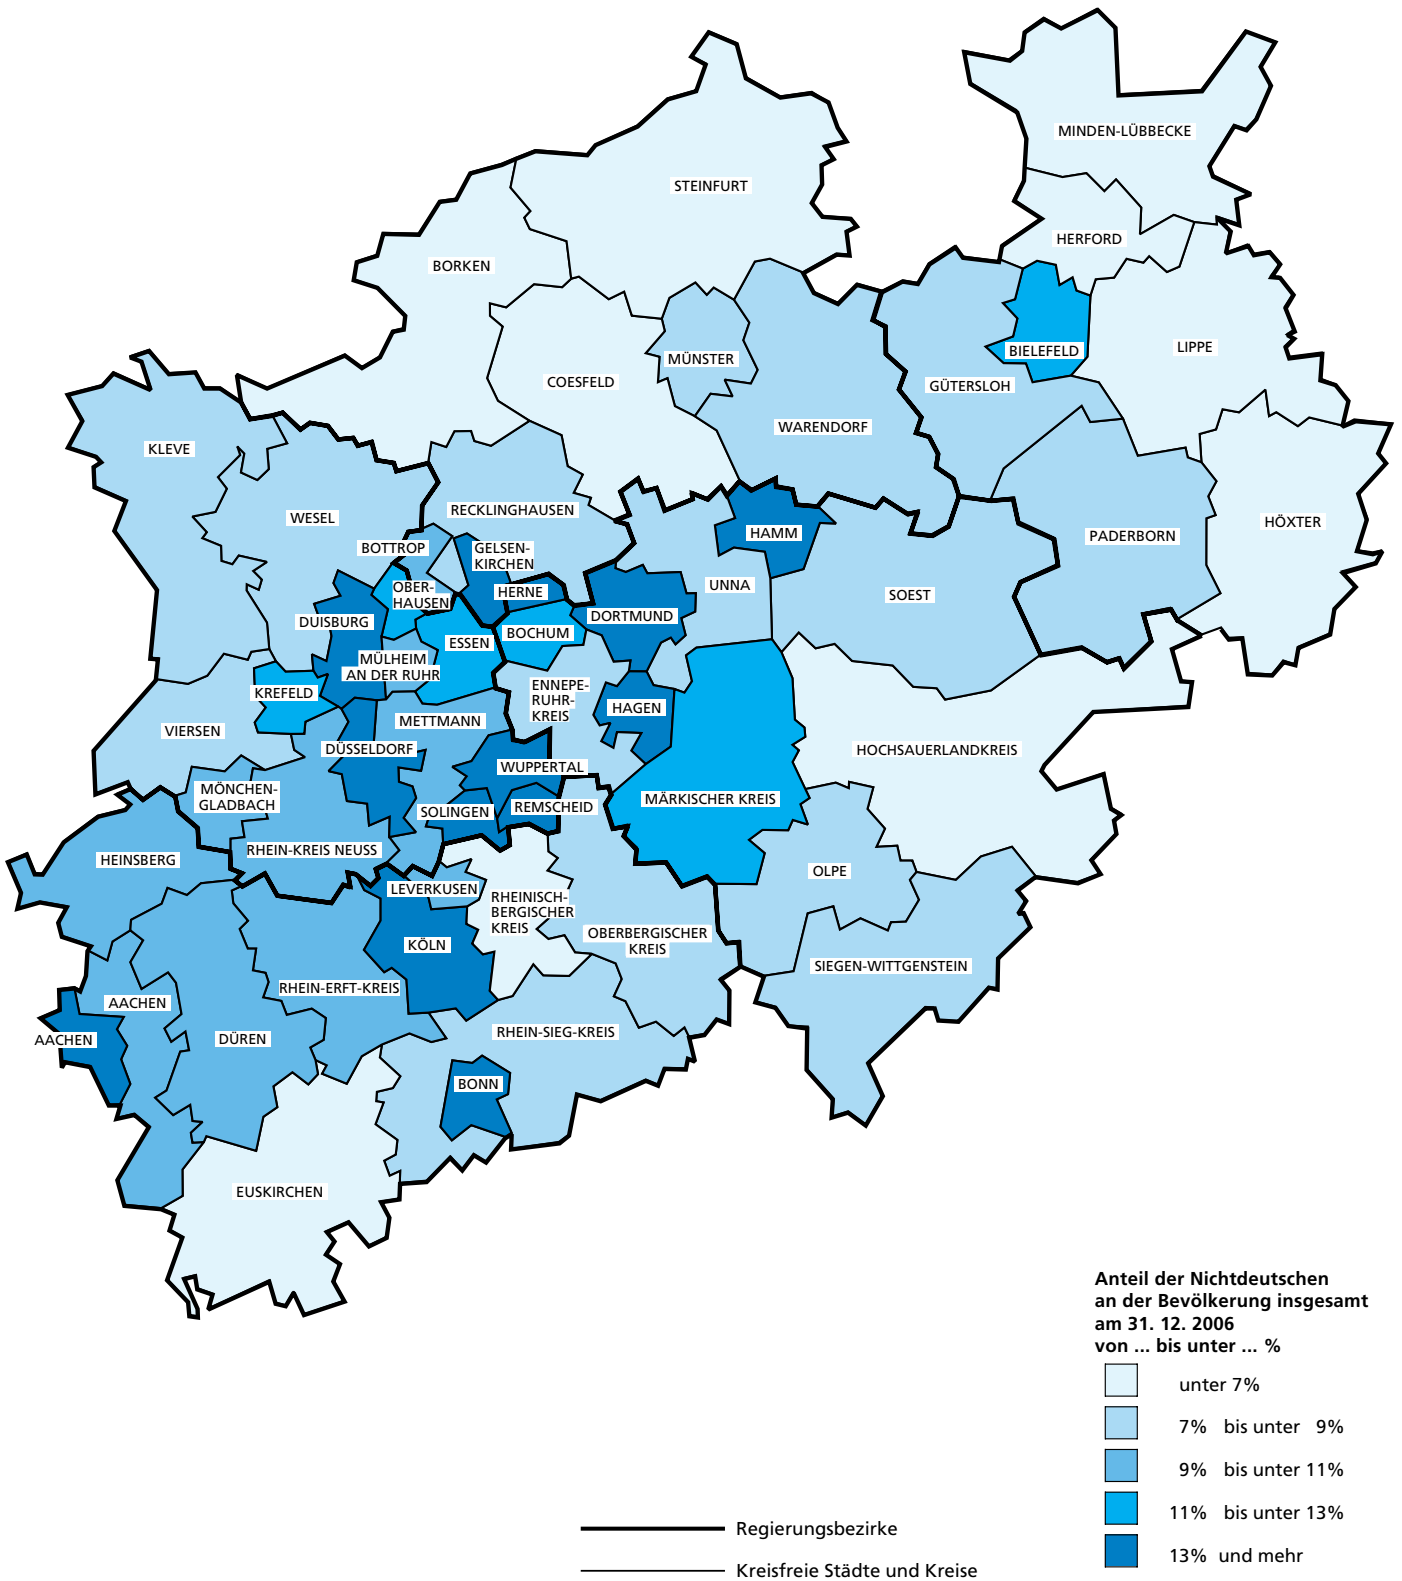 MINDEN-LÜBBECKE
STEINFURT
HERFORD
BORKEN
LIPPE
BIELEFELD
MÜNSTER
COESFELD
GÜTERSLOH
WARENDORF
KLEVE
RECKLINGHAUSEN
WESEL
HÖXTER
HAMM
PADERBORN
BOTTROP
GELSEN-
KIRCHEN
UNNA
OBER-
HAUSEN
HERNE
SOEST
DORTMUND
DUISBURG
BOCHUM
ESSEN
MÜLHEIM
AN DER RUHR
KREFELD
ENNEPE-
RUHR-
KREIS
HAGEN
METTMANN
VIERSEN
DÜSSELDORF
HOCHSAUERLANDKREIS
WUPPERTAL
MÖNCHEN-
GLADBACH
MÄRKISCHER KREIS
REMSCHEID
SOLINGEN
RHEIN-KREIS NEUSS
HEINSBERG
OLPE
LEVERKUSEN
RHEINISCH-
BERGISCHER
KREIS
OBERBERGISCHER
KREIS
KÖLN
SIEGEN-WITTGENSTEIN
RHEIN-ERFT-KREIS
AACHEN
RHEIN-SIEG-KREIS
AACHEN
DÜREN
BONN
EUSKIRCHEN
Anteil der Nichtdeutschen
an der Bevölkerung insgesamt
am 31. 12. 2006
von ... bis unter ... %
unter 7%
7% bis unter 9%
9% bis unter 11%
11% bis unter 13%
13% und mehr
Regierungsbezirke
Kreisfreie Städte und Kreise